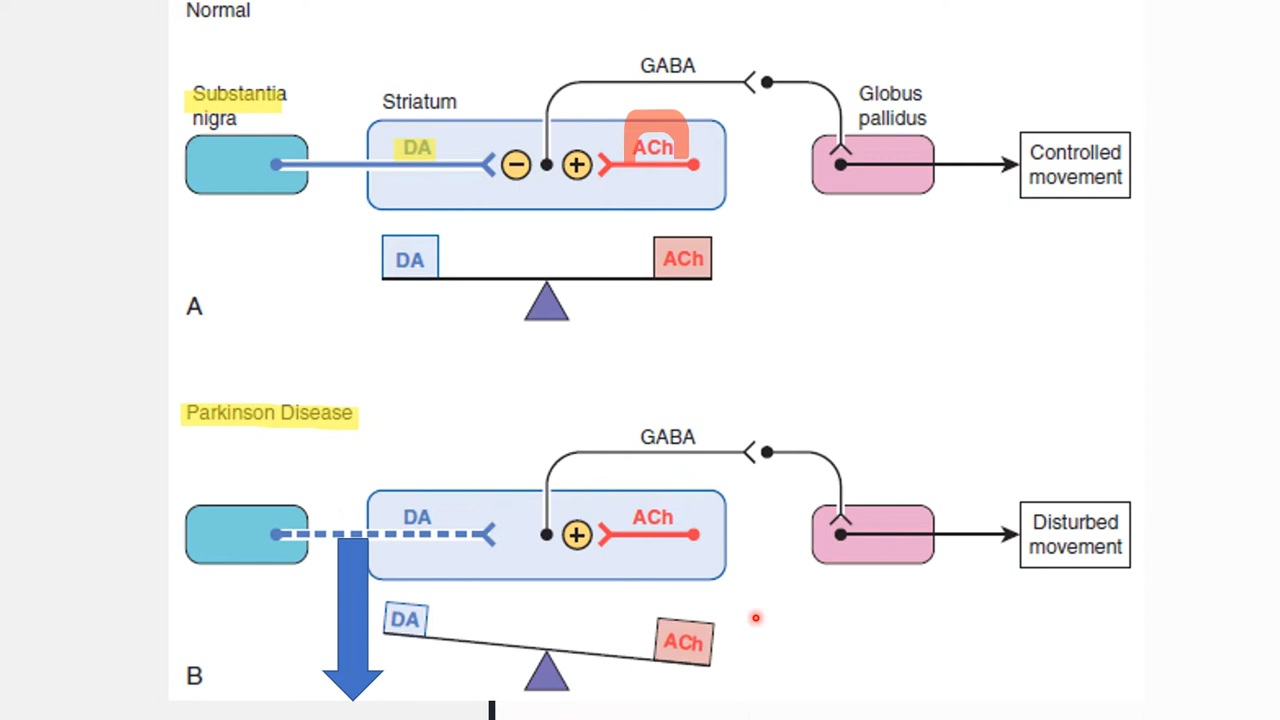 Normal
GABA
Substantia
nigra
Striatum
Globus
pallidus
DA
−
+
ACh
Controlled
movement
DA
ACh
A
Parkinson Disease
GABA
DA
+
ACh
Disturbed
movement
DA
ACh
B